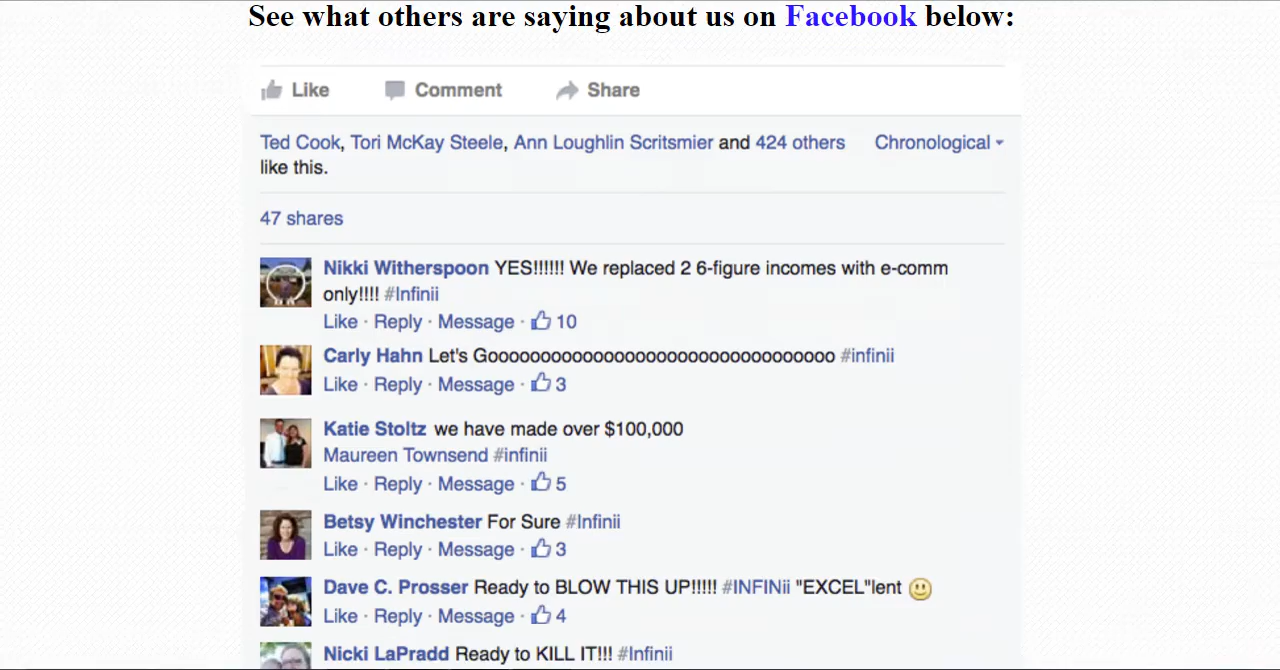 See what others are saying about us on Facebook below:
Like Comment Share
Ted Cook, Tori McKay Steele, Ann Loughlin Scritsmier and 424 others Chronological
like this.
47 shares
Nikki Witherspoon YES!!!!!! We replaced 2 6-figure incomes with e-comm
only!!!! #Infinii
Like · Reply · Message · 10
Carly Hahn Let's Gooooooooooooooooooooooooooooooooo #infinii
Like · Reply · Message · 3
Katie Stoltz we have made over $100,000
Maureen Townsend #infinii
Like · Reply · Message · 5
Betsy Winchester For Sure #Infinii
Like · Reply · Message · 3
Dave C. Prosser Ready to BLOW THIS UP!!!!! #INFINii "EXCEL"lent
Like · Reply · Message · 4
Nicki LaPradd Ready to KILL IT!!! #Infinii